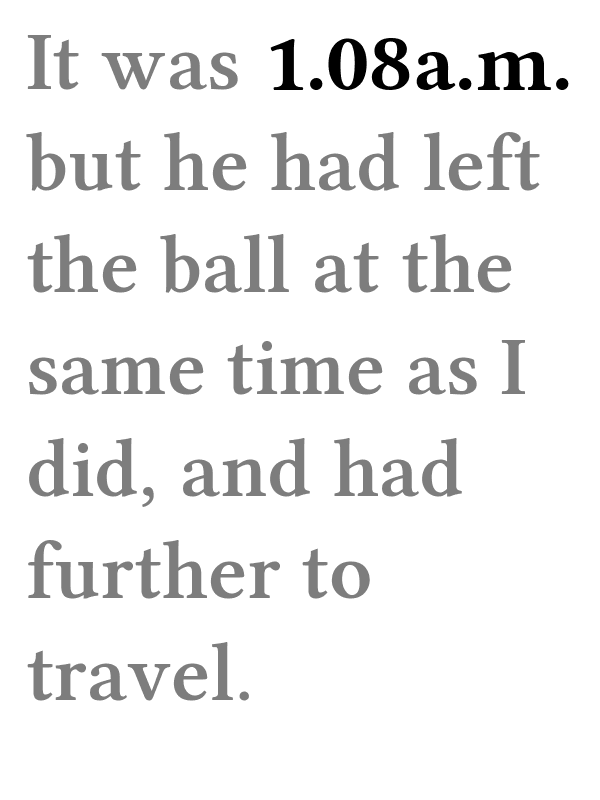 It was 1.08a.m.
but he had left
the ball at the
same time as I
did, and had
further to
travel.